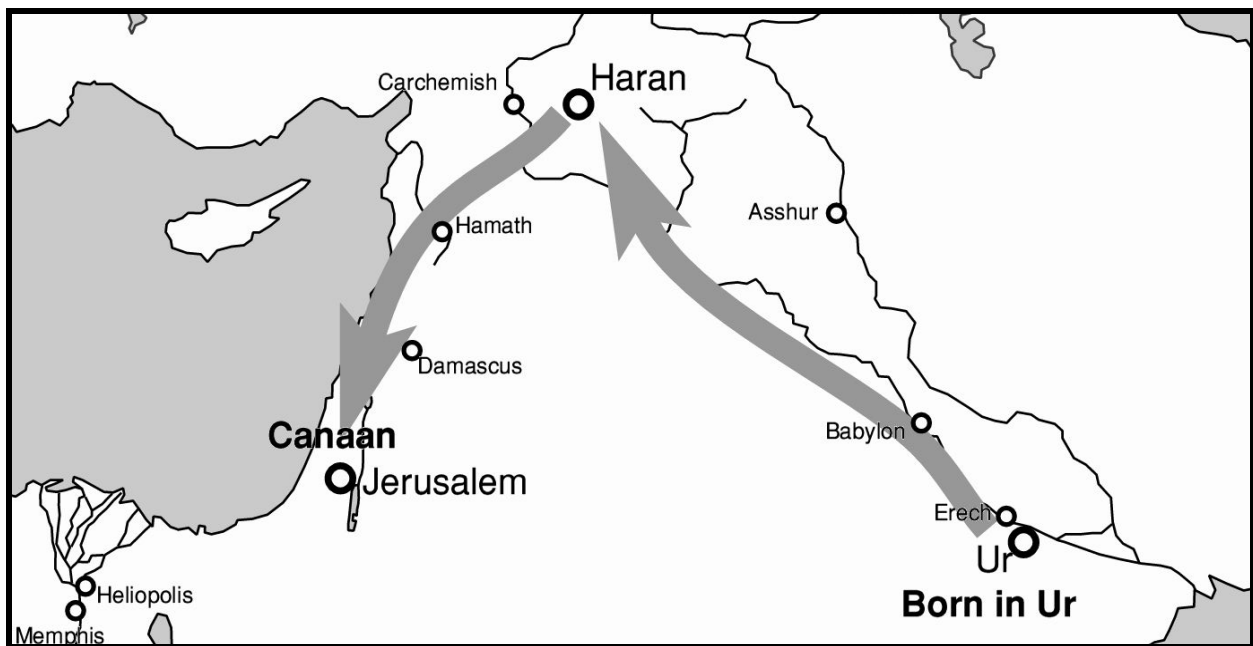 Haran
Carchemish
Asshur
Hamath
Damascus
Canaan
Babylon
Jerusalem
Erech
Ur
Born in Ur
Heliopolis
Memphis